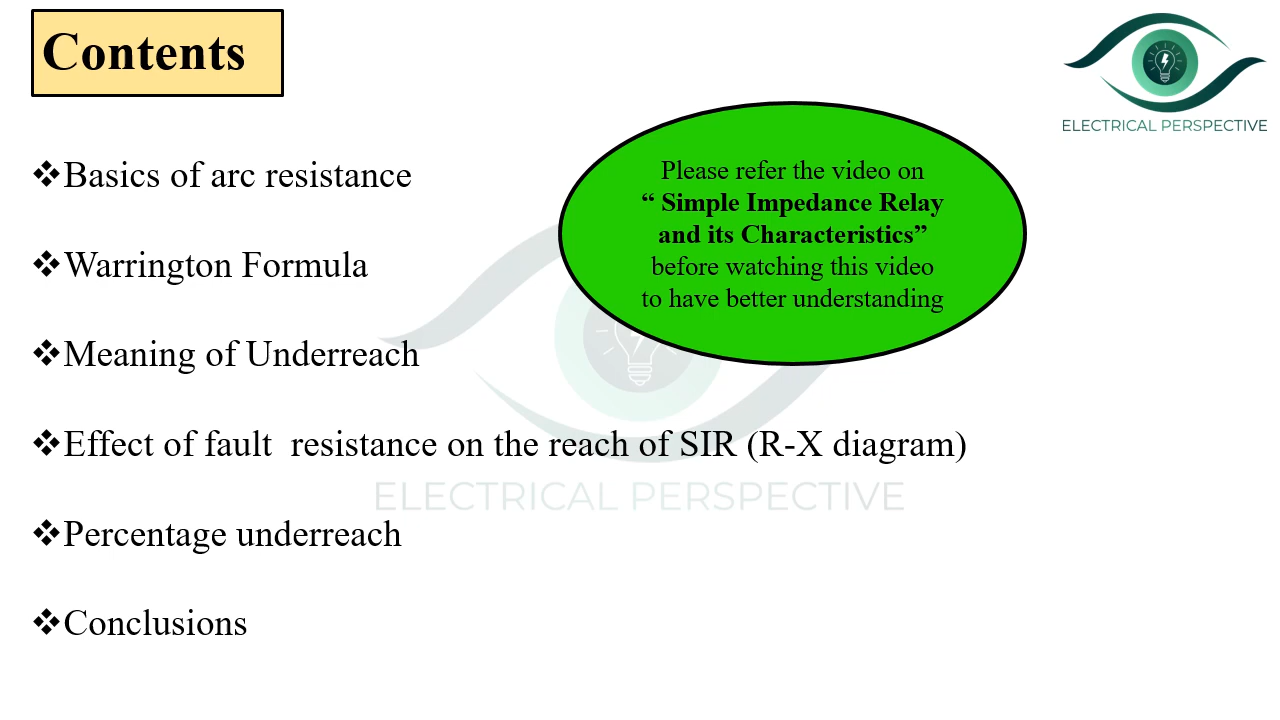 Contents
ELECTRICAL PERSPECTIVE
❖Basics of arc resistance
❖Warrington Formula
❖Meaning of Underreach
❖Effect of fault  resistance on the reach of SIR (R-X diagram)
❖Percentage underreach
❖Conclusions
Please refer the video on
“ Simple Impedance Relay
and its Characteristics”
before watching this video
to have better understanding
ELECTRICAL PERSPECTIVE